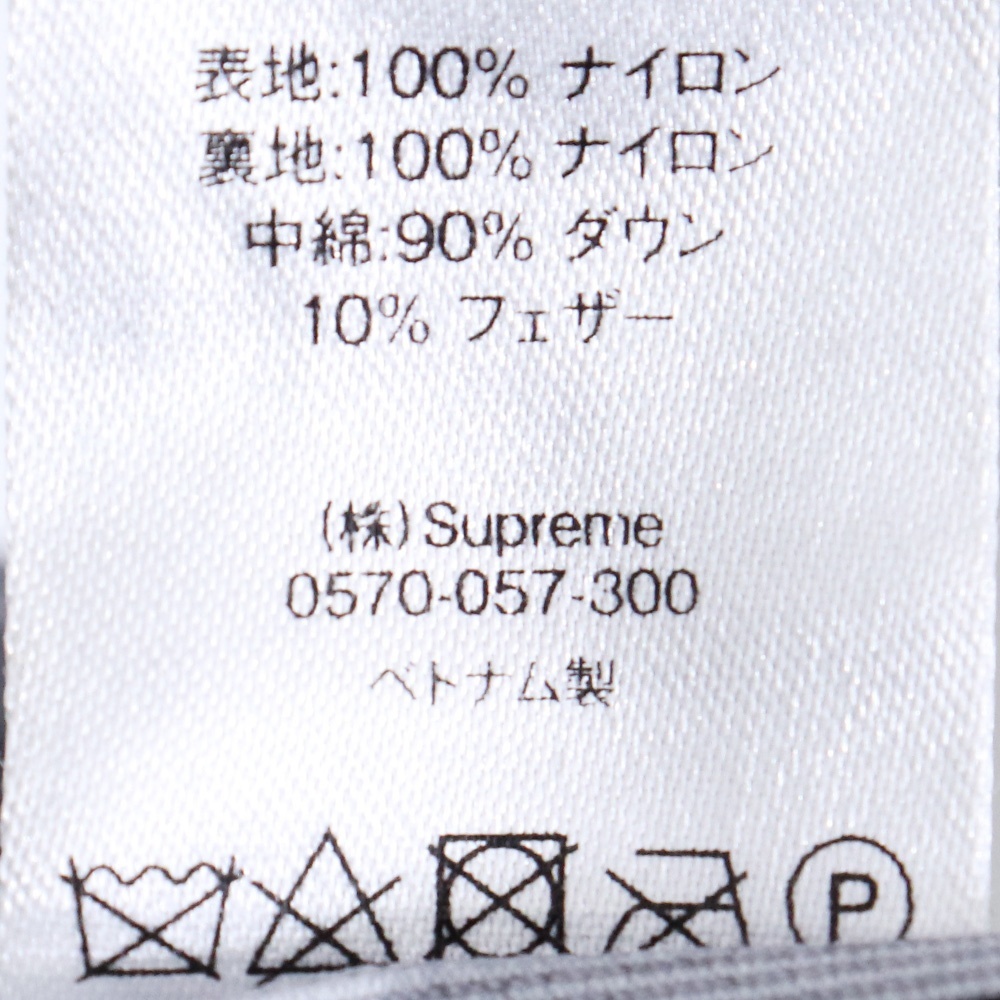 表地:100% ナイロン
裏地:100% ナイロン
中綿:90% ダウン
10% フェザー
(株)Supreme
0570-057-300
ベトナム製
P